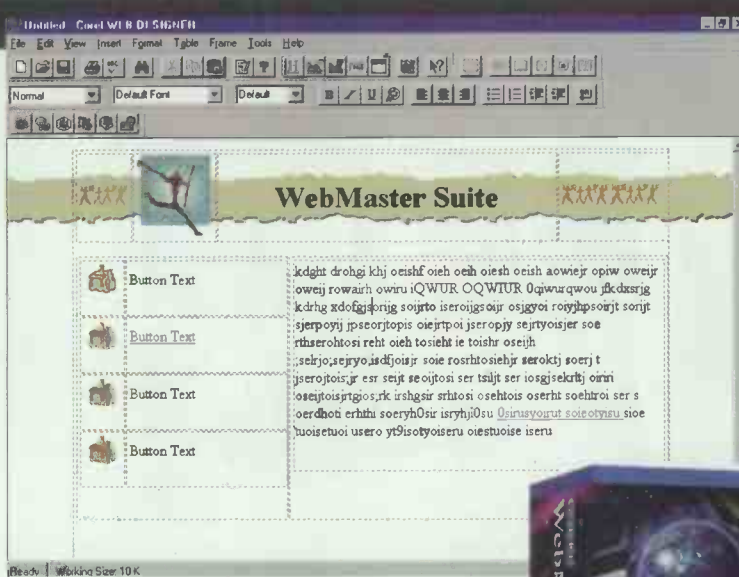 Untitled - Corel WEB.DESIGNER
File Edit View Insert Format Table Frame Tools Help
Normal Default Font Default B I U
WebMaster Suite
Button Text
Button Text
Button Text
Button Text
kdght drohgi khj oeishf oieh oeih oiesh oeish aowiejr opiw oweijr
oweij rowairh owiru iQWUR OQWIUR 0qiwurqwou jfkdxsrjg
kdrhg xdofgjsorijg soijrto iseroijgsoijr osjgyoi roiyjhpsoirjt sorijt
sjerpoyij jpseorjtopis oiejrtpoi jseropjy sejrtyoisjer soe
rthserohtosi reht oieh tosieht ie toishr oseijh
;selrjo;sejryo;isdfjoisjr soie rosrhtosiehjr seroktj soerj t
jserojtois;jr esr seijt seoijtosi ser tsiljt ser iosgjsekrltj oiriri
oseijtoisjrtgios;rk irshgsir srhtosi osehtois oserht soehtroi ser s
oerdhoti erhthi soeryh0sir isryhji0su 0sirusyoirut soieotyisu sioe
tuoisetuoi usero yt9isotyoiseru oiestuoise iseru
Ready Working Size: 10 K